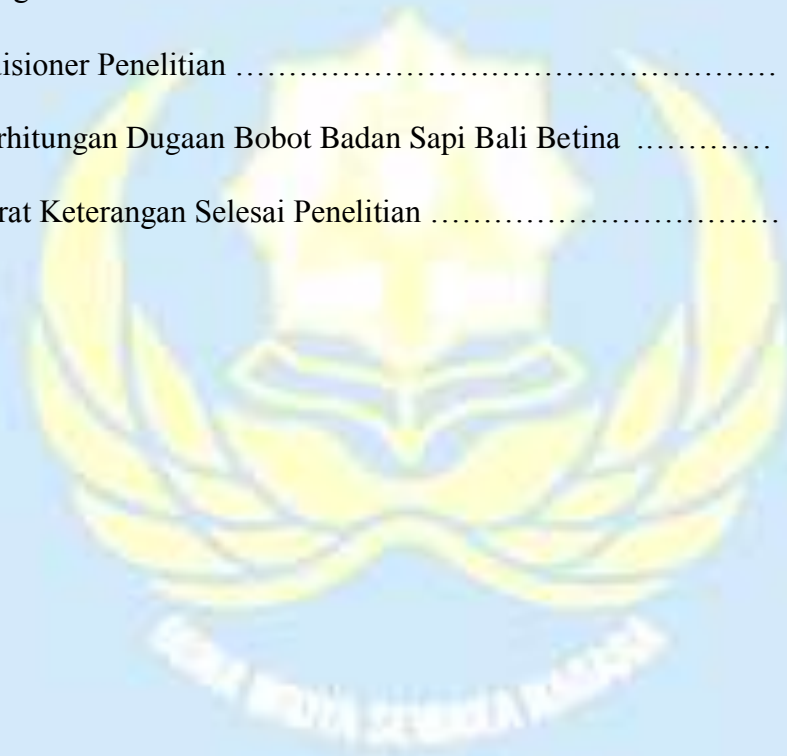 isioner Penelitian ……………………………………………
rhitungan Dugaan Bobot Badan Sapi Bali Betina …………
rat Keterangan Selesai Penelitian ……………………………